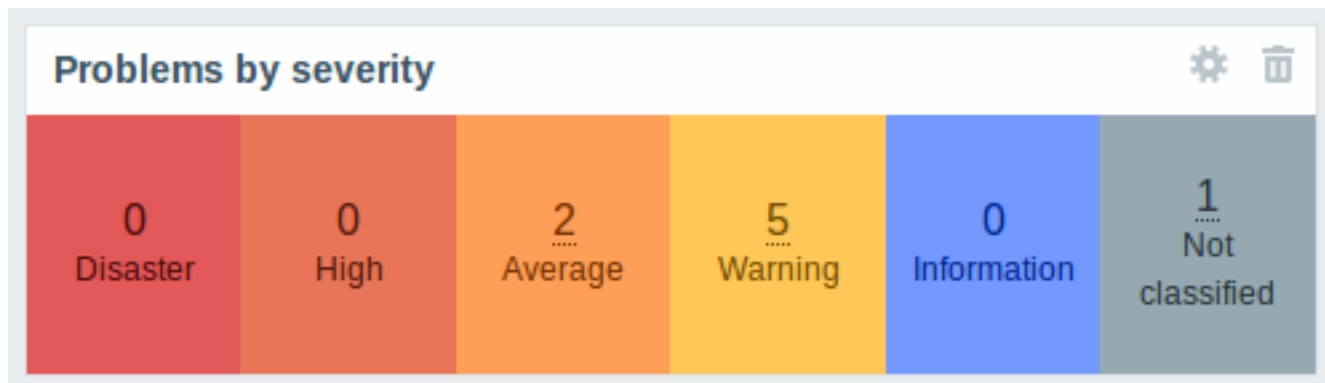 Problems by severity
0
Disaster
0
High
2
Average
5
Warning
0
Information
1
Not
classified